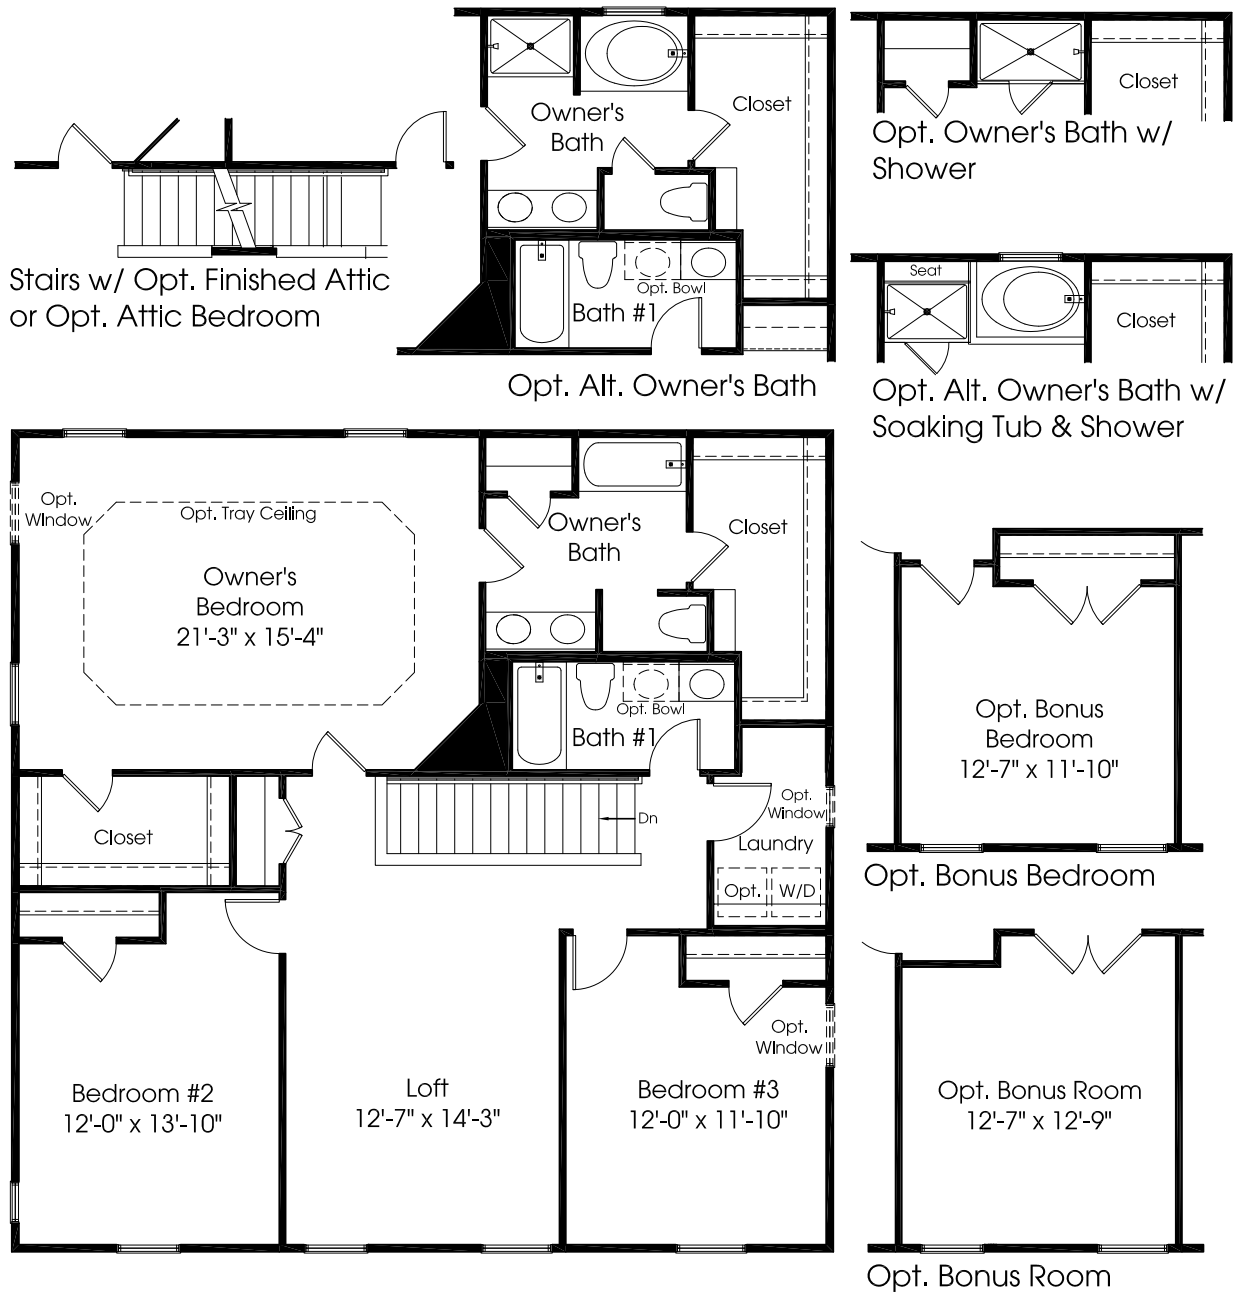 Owner's
Bath
Closet
Opt. Bowl
Bath #1
Opt. Alt. Owner's Bath
Closet
Opt. Owner's Bath w/
Shower
Stairs w/ Opt. Finished Attic
or Opt. Attic Bedroom
Seat
Closet
Opt. Alt. Owner's Bath w/
Soaking Tub & Shower
Opt.
Window
Opt. Tray Ceiling
Owner's
Bedroom
21'-3" x 15'-4"
Owner's
Bath
Closet
Opt. Bowl
Bath #1
Closet
Dn
Opt.
Window
Laundry
Opt.
W/D
Opt.
Window
Bedroom #2
12'-0" x 13'-10"
Loft
12'-7" x 14'-3"
Bedroom #3
12'-0" x 11'-10"
Opt. Bonus
Bedroom
12'-7" x 11'-10"
Opt. Bonus Bedroom
Opt. Bonus Room
12'-7" x 12'-9"
Opt. Bonus Room